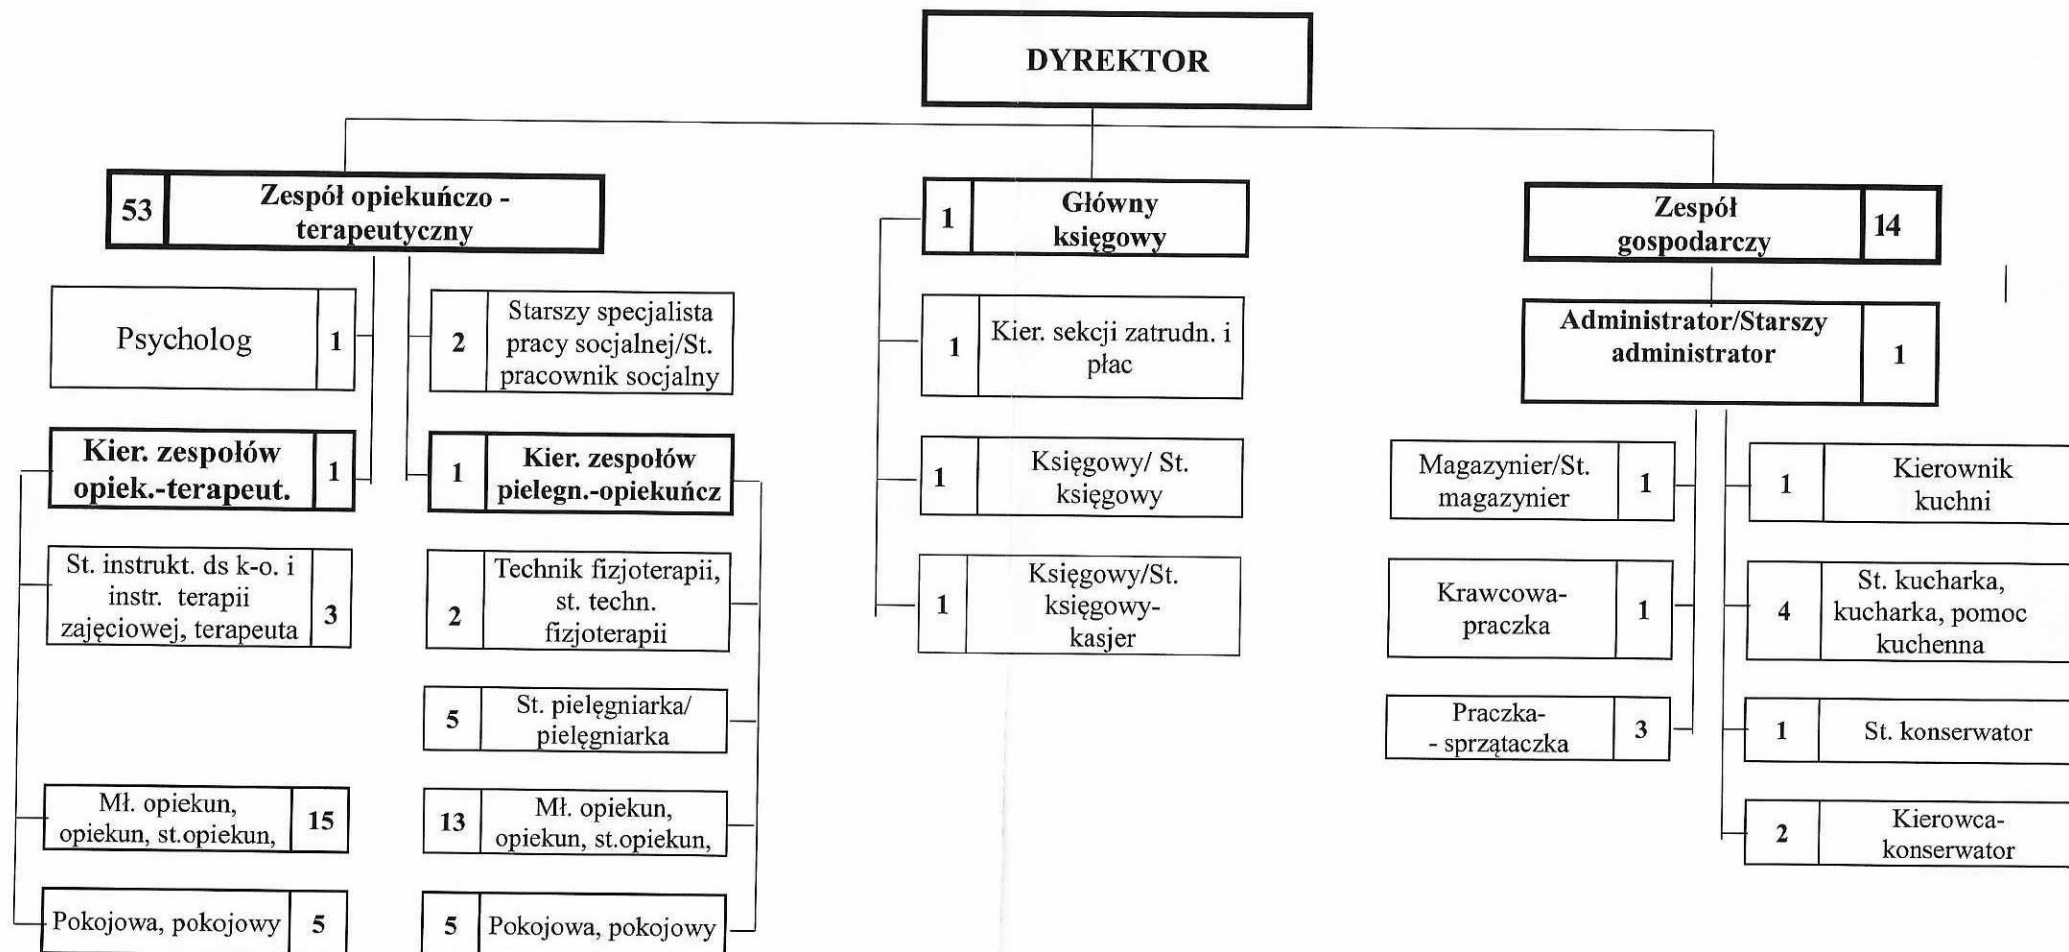 DYREKTOR
53
Zespół opiekuńczo -
terapeutyczny
Psycholog
1
2
Starszy specjalista
pracy socjalnej/St.
pracownik socjalny
Kier. zespołów
opiek.-terapeut.
1
1
Kier. zespołów
pielegn.-opiekuńcz
St. instrukt. ds k-o. i
instr. terapii
zajęciowej, terapeuta
3
2
Technik fizjoterapii,
st. techn.
fizjoterapii
5
St. pielęgniarka/
pielęgniarka
Mł. opiekun,
opiekun, st.opiekun,
15
13
Mł. opiekun,
opiekun, st.opiekun,
Pokojowa, pokojowy
5
5
Pokojowa, pokojowy
1
Główny
księgowy
1
Kier. sekcji zatrudn. i
płac
1
Księgowy/ St.
księgowy
1
Księgowy/St.
księgowy-
kasjer
Zespół
gospodarczy
14
Administrator/Starszy
administrator
1
Magazynier/St.
magazynier
1
1
Kierownik
kuchni
Krawcowa-
praczka
1
4
St. kucharka,
kucharka, pomoc
kuchenna
Praczka-
- sprzątaczka
3
1
St. konserwator
2
Kierowca-
konserwator